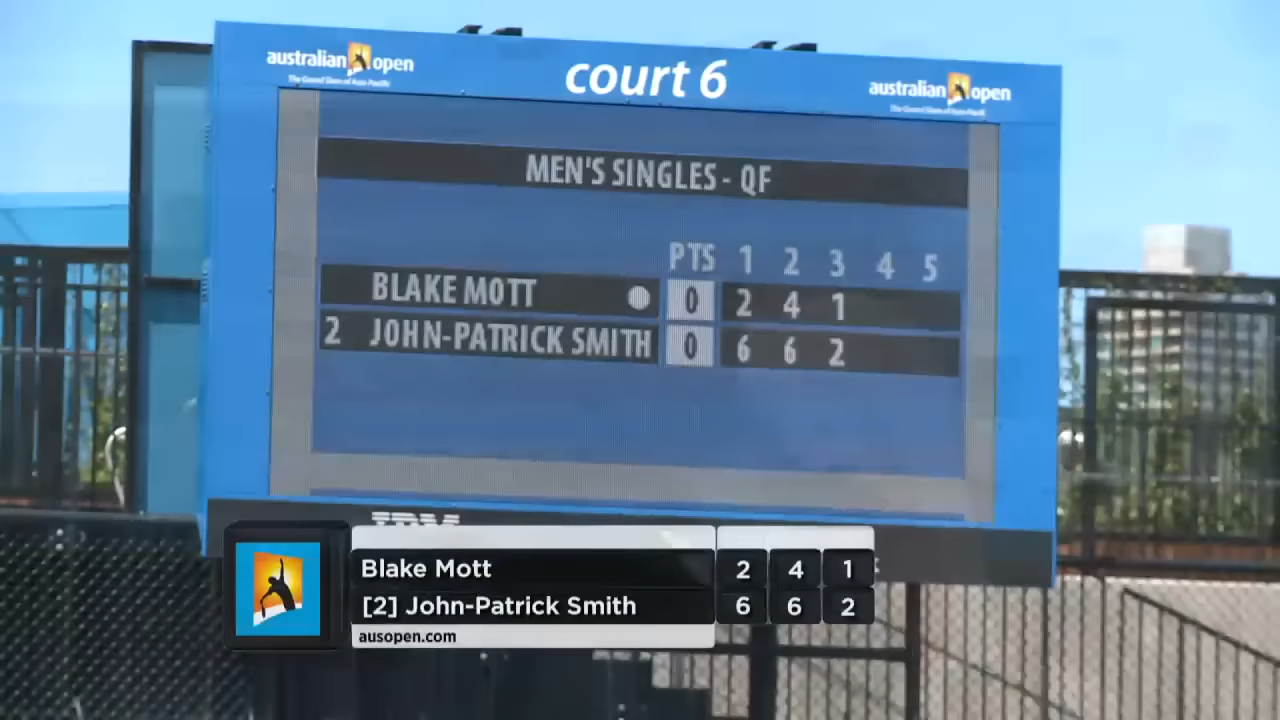 australian open
court 6
australian open
The Grand Slam of Asia-Pacific
The Grand Slam of Asia-Pacific
MEN'S SINGLES - QF
PTS 1 2 3 4 5
BLAKE MOTT 0 2 4 1
2 JOHN-PATRICK SMITH 0 6 6 2
IBM
Blake Mott 2 4 1
[2] John-Patrick Smith 6 6 2
ausopen.com